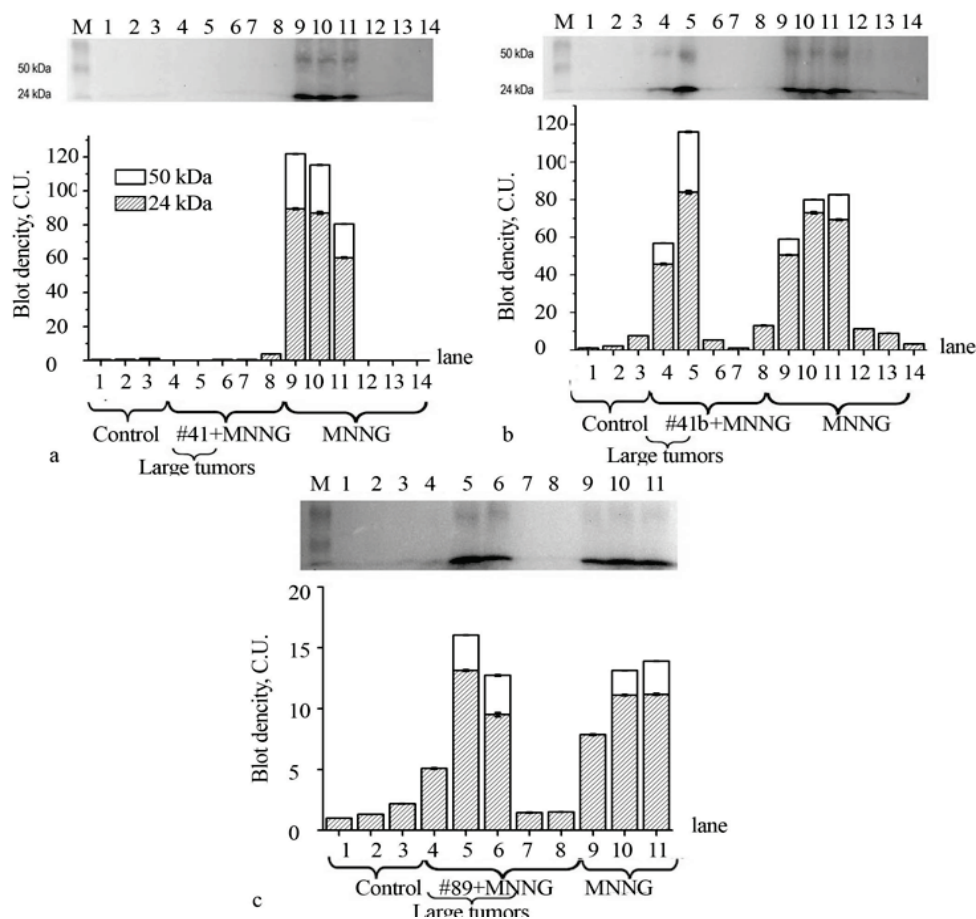 M 1 2 3 4 5 6 7 8 9 10 11 12 13 14
50 kDa
24 kDa
Blot dencity, C.U.
120
100
80
60
40
20
0
50 kDa
24 kDa
lane
1 2 3 4 5 6 7 8 9 10 11 12 13 14
Control #41+MNNG MNNG
Large tumors
a
M 1 2 3 4 5 6 7 8 9 10 11 12 13 14
50 kDa
24 kDa
Blot dencity, C.U.
120
100
80
60
40
20
0
lane
1 2 3 4 5 6 7 8 9 10 11 12 13 14
Control #41b+MNNG MNNG
Large tumors
b
M 1 2 3 4 5 6 7 8 9 10 11
Blot dencity, C.U.
20
15
10
5
0
lane
1 2 3 4 5 6 7 8 9 10 11
Control #89+MNNG MNNG
Large tumors
c